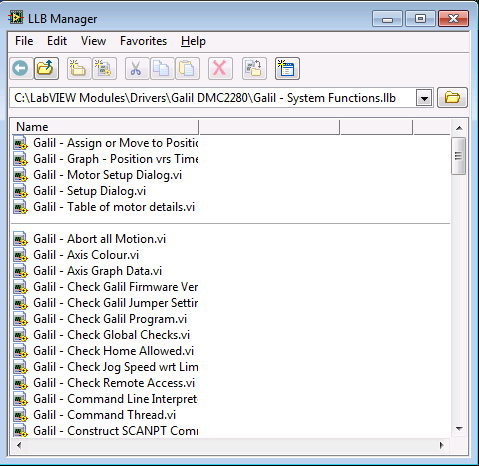 LLB Manager
File Edit View Favorites Help
C:\LabVIEW Modules\Drivers\Galil DMC2280\Galil - System Functions.llb
Name
Galil - Assign or Move to Positic
Galil - Graph - Position vrs Time
Galil - Motor Setup Dialog.vi
Galil - Setup Dialog.vi
Galil - Table of motor details.vi
Galil - Abort all Motion.vi
Galil - Axis Colour.vi
Galil - Axis Graph Data.vi
Galil - Check Galil Firmware Ver
Galil - Check Galil Jumper Settir
Galil - Check Galil Program.vi
Galil - Check Global Checks.vi
Galil - Check Home Allowed.vi
Galil - Check Jog Speed wrt Lim
Galil - Check Remote Access.vi
Galil - Command Line Interpret
Galil - Command Thread.vi
Galil - Construct SCANPT Comr